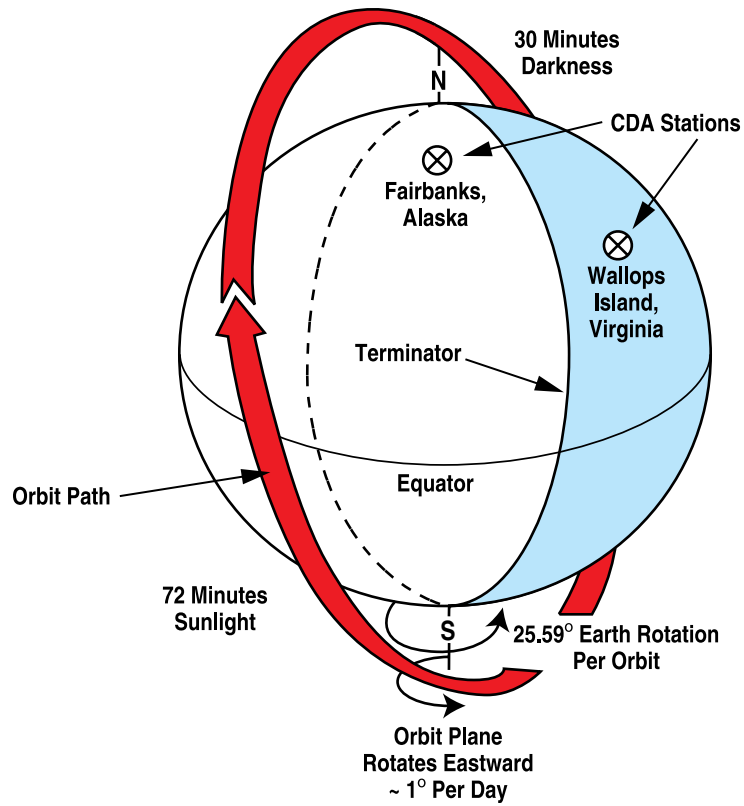 30 Minutes
Darkness
N
CDA Stations
Fairbanks,
Alaska
Wallops
Island,
Virginia
Terminator
Equator
Orbit Path
72 Minutes
Sunlight
S
25.59° Earth Rotation
Per Orbit
Orbit Plane
Rotates Eastward
~ 1° Per Day